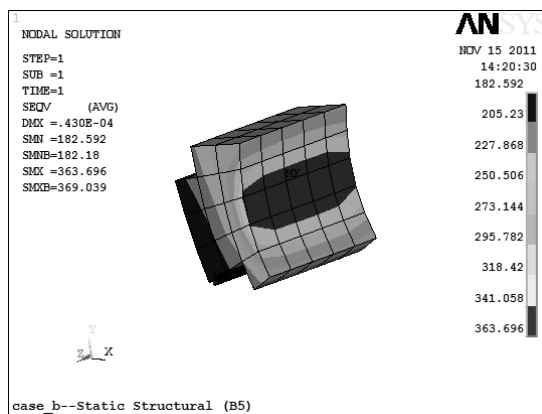 1
NODAL SOLUTION
STEP=1
SUB =1
TIME=1
SEQV (AVG)
DMX =.430E-04
SMN =182.592
SMNB=182.18
SMX =363.696
SMXB=369.039
ANSYS
NOV 15 2011
14:20:30
182.592
205.23
227.868
250.506
273.144
295.782
318.42
341.058
363.696
MX
Y
Z X
case_b--Static Structural (B5)